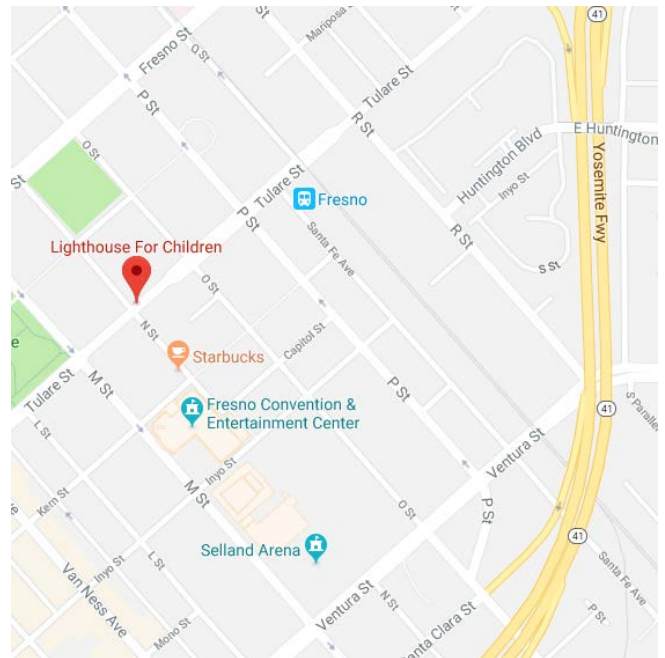 41
Mariposa St
O St
Fresno St
P St
Tulare St
R St
E Huntington
Huntington Blvd
Inyo St
Yosemite Fwy
O St
St
Tulare St
Fresno
P St
Santa Fe Ave
R St
S St
Lighthouse For Children
O St
N St
Capitol St
e
Starbucks
M St
Tulare St
P St
Fresno Convention &
Entertainment Center
41
S Parallel
L St
Ventura St
Inyo St
M St
Kern St
O St
P St
41
Selland Arena
L St
Inyo St
Van Ness Ave
Santa Fe Ave
Ventura St
N St
P St
Mono St
Santa Clara St